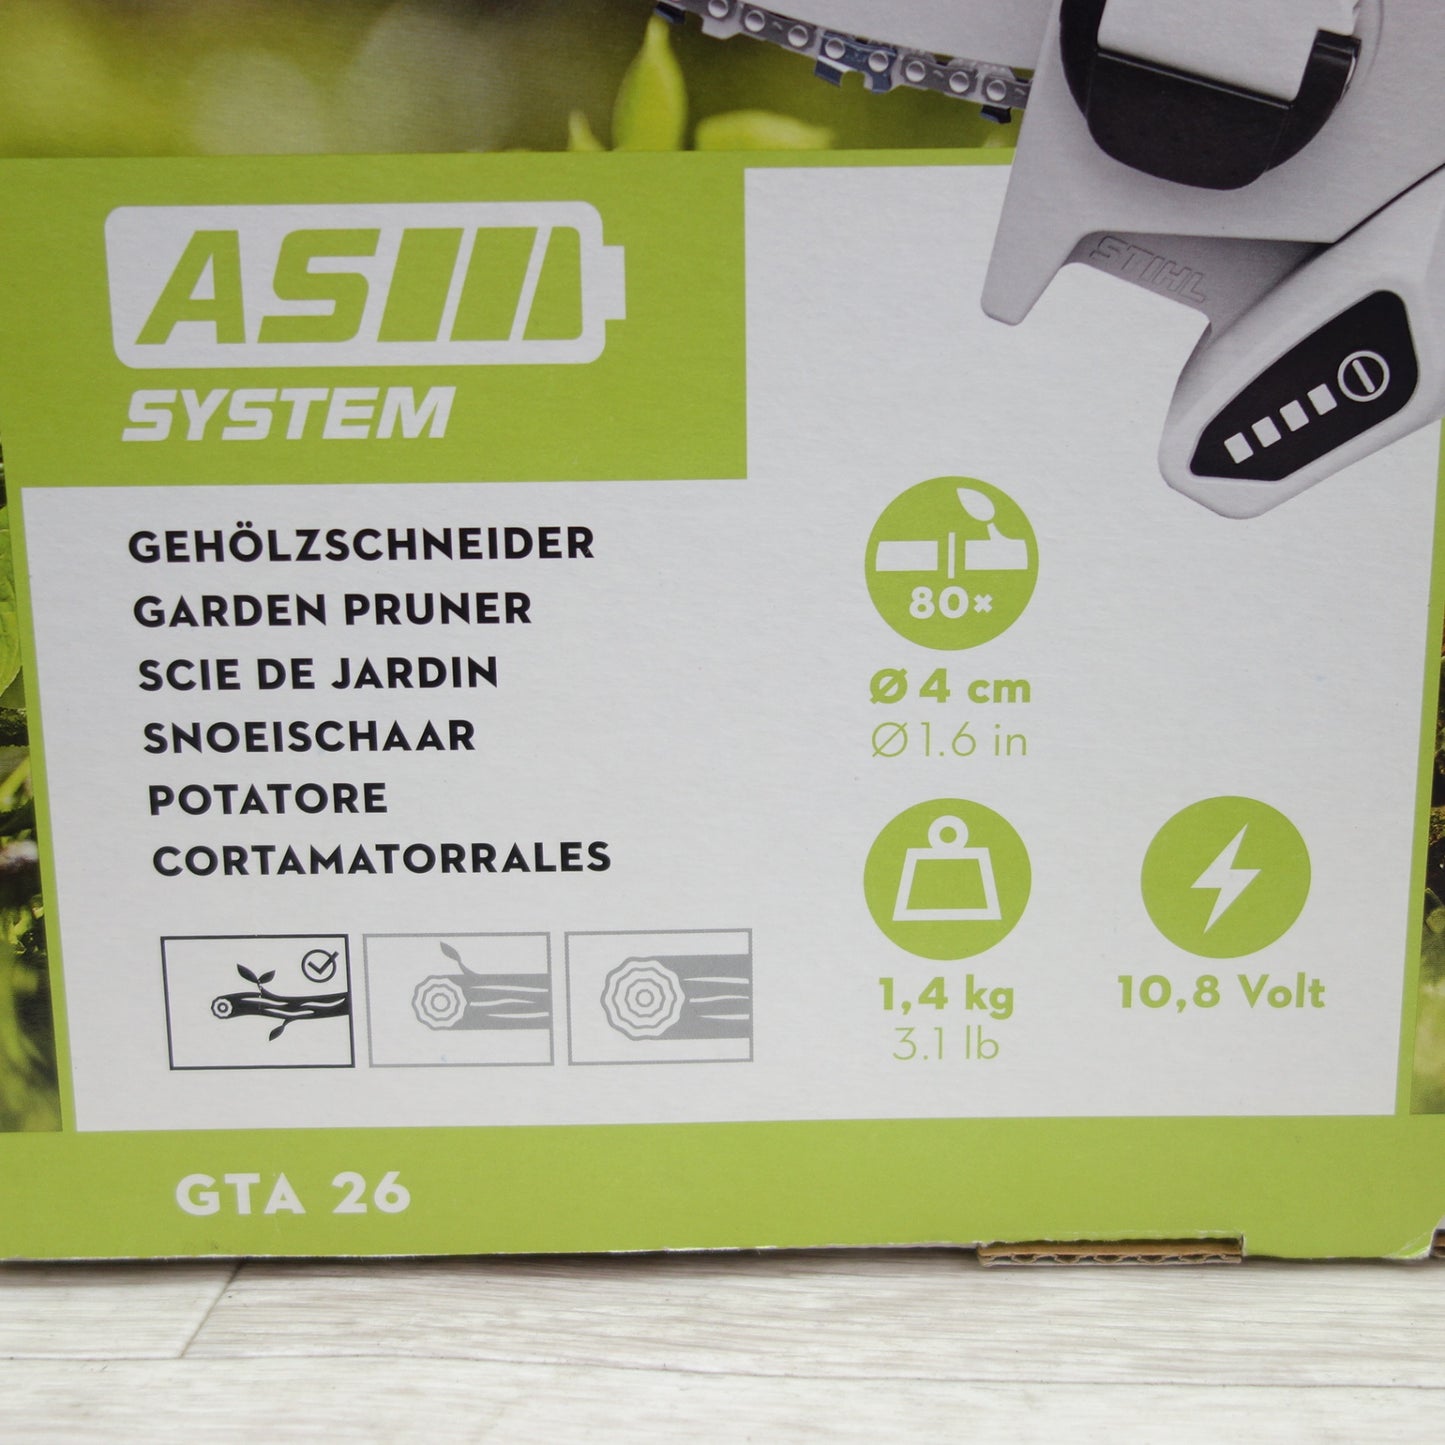 STIHL
AS
SYSTEM
GEHÖLZSCHNEIDER
GARDEN PRUNER
SCIE DE JARDIN
SNOEISCHAAR
POTATORE
CORTAMATORRALES
80×
Ø 4 cm
Ø 1.6 in
1,4 kg
3.1 lb
10,8 Volt
GTA 26